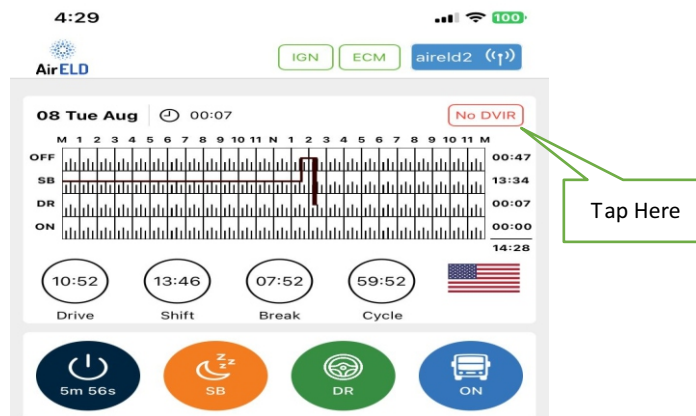 4:29
100
AirELD
IGN
ECM
aireld2
08 Tue Aug
00:07
No DVIR
M 1 2 3 4 5 6 7 8 9 10 11 N 1 2 3 4 5 6 7 8 9 10 11 M
OFF 00:47
SB 13:34
DR 00:07
ON 00:00
14:28
Tap Here
10:52
13:46
07:52
59:52
Drive
Shift
Break
Cycle
5m 56s
z z z
SB
DR
ON